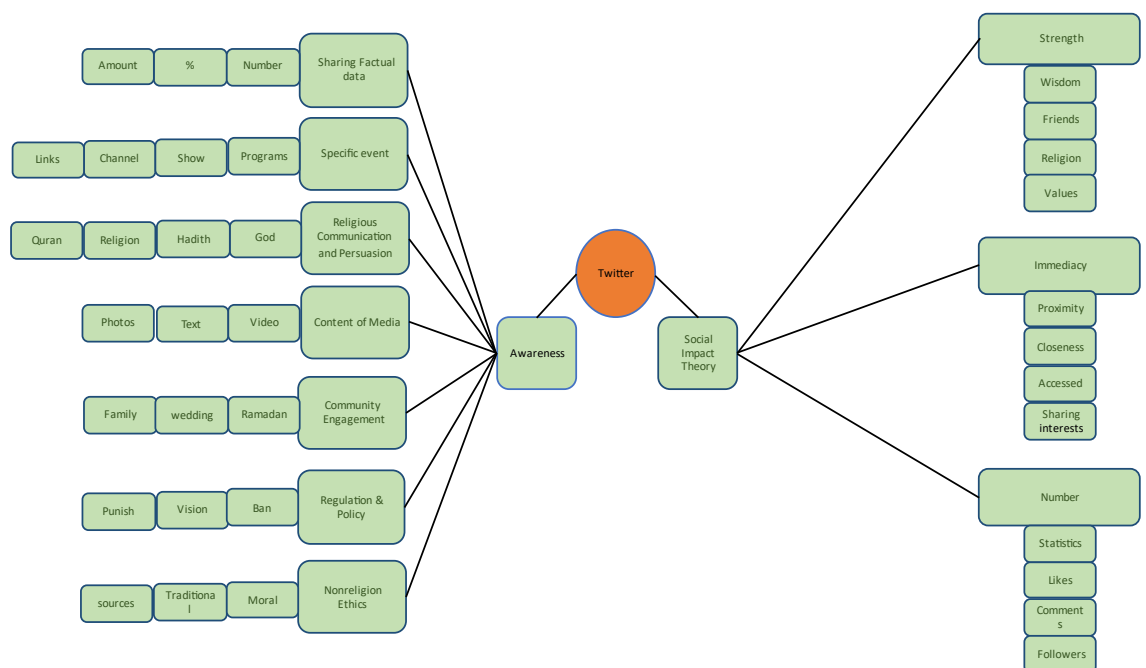 Amount
%
Number
Sharing Factual
data
Links
Channel
Show
Programs
Specific event
Quran
Religion
Hadith
God
Religious
Communication
and Persuasion
Photos
Text
Video
Content of Media
Family
wedding
Ramadan
Community
Engagement
Punish
Vision
Ban
Regulation &
Policy
sources
Traditiona
l
Moral
Nonreligion
Ethics
Awareness
Twitter
Social
Impact
Theory
Strength
Wisdom
Friends
Religion
Values
Immediacy
Proximity
Closeness
Accessed
Sharing
interests
Number
Statistics
Likes
Comment
s
Followers